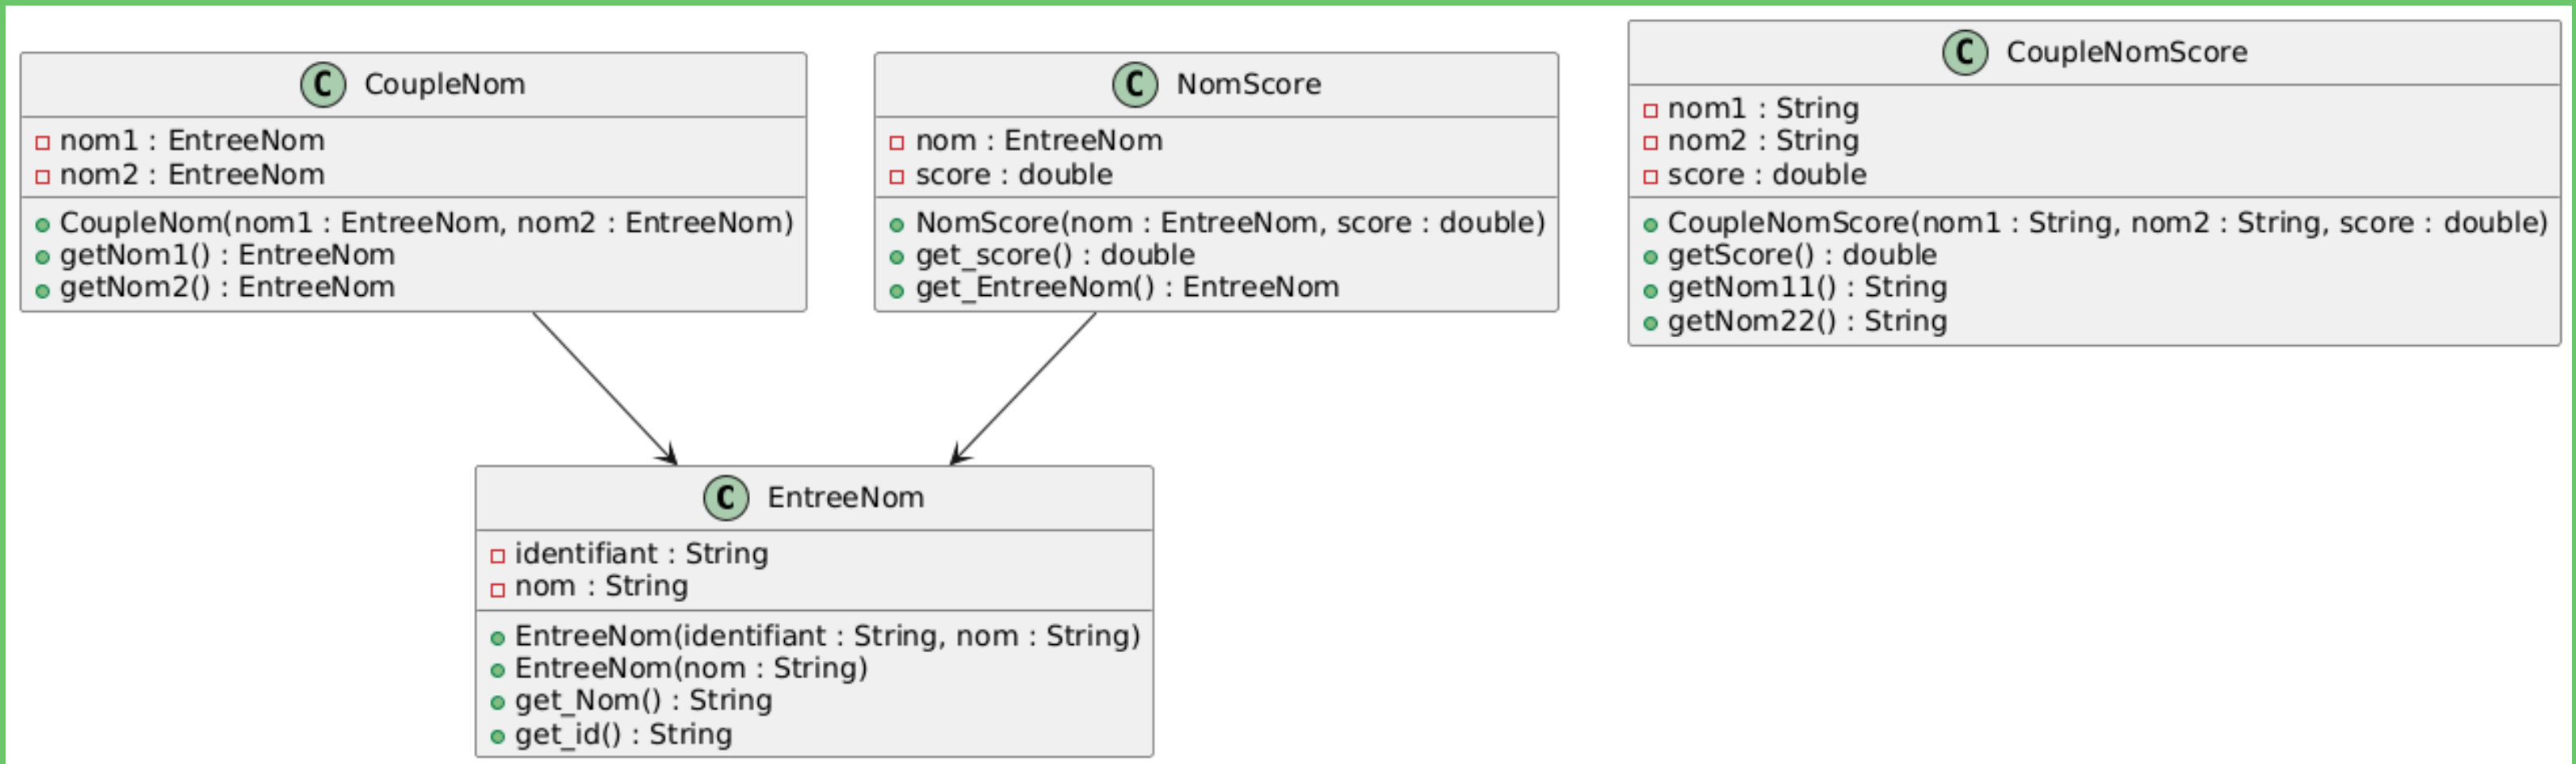 C CoupleNom
nom1 : EntreeNom
nom2 : EntreeNom
CoupleNom(nom1 : EntreeNom, nom2 : EntreeNom)
getNom1() : EntreeNom
getNom2() : EntreeNom
C NomScore
nom : EntreeNom
score : double
NomScore(nom : EntreeNom, score : double)
get_score() : double
get_EntreeNom() : EntreeNom
C CoupleNomScore
nom1 : String
nom2 : String
score : double
CoupleNomScore(nom1 : String, nom2 : String, score : double)
getScore() : double
getNom11() : String
getNom22() : String
C EntreeNom
identifiant : String
nom : String
EntreeNom(identifiant : String, nom : String)
EntreeNom(nom : String)
get_Nom() : String
get_id() : String